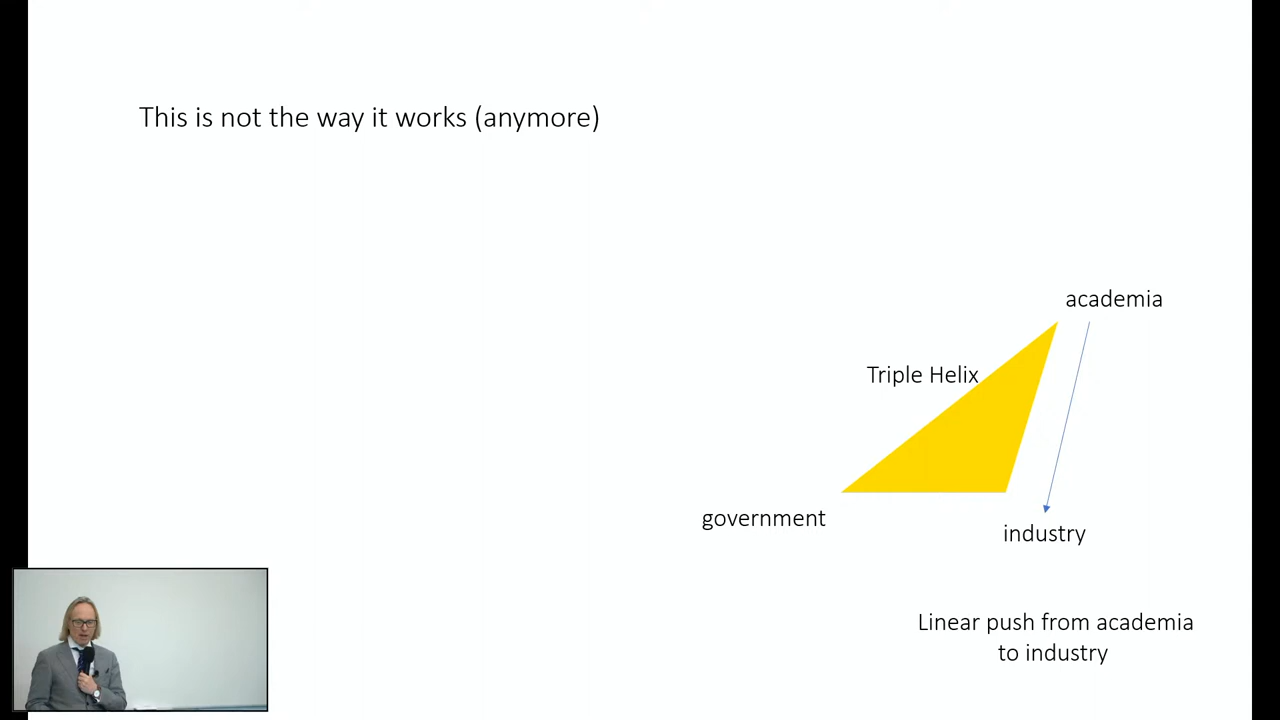 This is not the way it works (anymore)
academia
Triple Helix
government
industry
Linear push from academia
to industry